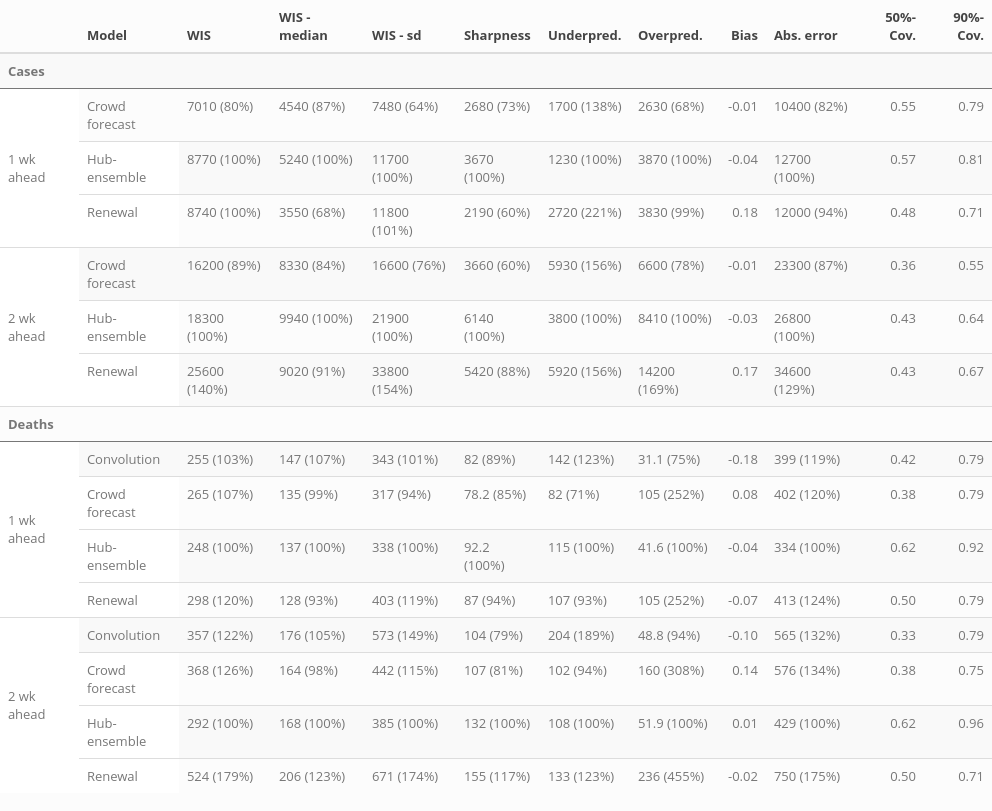 Model WIS WIS - median WIS - sd Sharpness Underpred. Overpred. Bias Abs. error 50%-Cov. 90%-Cov.
Cases
1 wk ahead
Crowd forecast 7010 (80%) 4540 (87%) 7480 (64%) 2680 (73%) 1700 (138%) 2630 (68%) -0.01 10400 (82%) 0.55 0.79
Hub-ensemble 8770 (100%) 5240 (100%) 11700 (100%) 3670 (100%) 1230 (100%) 3870 (100%) -0.04 12700 (100%) 0.57 0.81
Renewal 8740 (100%) 3550 (68%) 11800 (101%) 2190 (60%) 2720 (221%) 3830 (99%) 0.18 12000 (94%) 0.48 0.71
2 wk ahead
Crowd forecast 16200 (89%) 8330 (84%) 16600 (76%) 3660 (60%) 5930 (156%) 6600 (78%) -0.01 23300 (87%) 0.36 0.55
Hub-ensemble 18300 (100%) 9940 (100%) 21900 (100%) 6140 (100%) 3800 (100%) 8410 (100%) -0.03 26800 (100%) 0.43 0.64
Renewal 25600 (140%) 9020 (91%) 33800 (154%) 5420 (88%) 5920 (156%) 14200 (169%) 0.17 34600 (129%) 0.43 0.67
Deaths
1 wk ahead
Convolution 255 (103%) 147 (107%) 343 (101%) 82 (89%) 142 (123%) 31.1 (75%) -0.18 399 (119%) 0.42 0.79
Crowd forecast 265 (107%) 135 (99%) 317 (94%) 78.2 (85%) 82 (71%) 105 (252%) 0.08 402 (120%) 0.38 0.79
Hub-ensemble 248 (100%) 137 (100%) 338 (100%) 92.2 (100%) 115 (100%) 41.6 (100%) -0.04 334 (100%) 0.62 0.92
Renewal 298 (120%) 128 (93%) 403 (119%) 87 (94%) 107 (93%) 105 (252%) -0.07 413 (124%) 0.50 0.79
2 wk ahead
Convolution 357 (122%) 176 (105%) 573 (149%) 104 (79%) 204 (189%) 48.8 (94%) -0.10 565 (132%) 0.33 0.79
Crowd forecast 368 (126%) 164 (98%) 442 (115%) 107 (81%) 102 (94%) 160 (308%) 0.14 576 (134%) 0.38 0.75
Hub-ensemble 292 (100%) 168 (100%) 385 (100%) 132 (100%) 108 (100%) 51.9 (100%) 0.01 429 (100%) 0.62 0.96
Renewal 524 (179%) 206 (123%) 671 (174%) 155 (117%) 133 (123%) 236 (455%) -0.02 750 (175%) 0.50 0.71